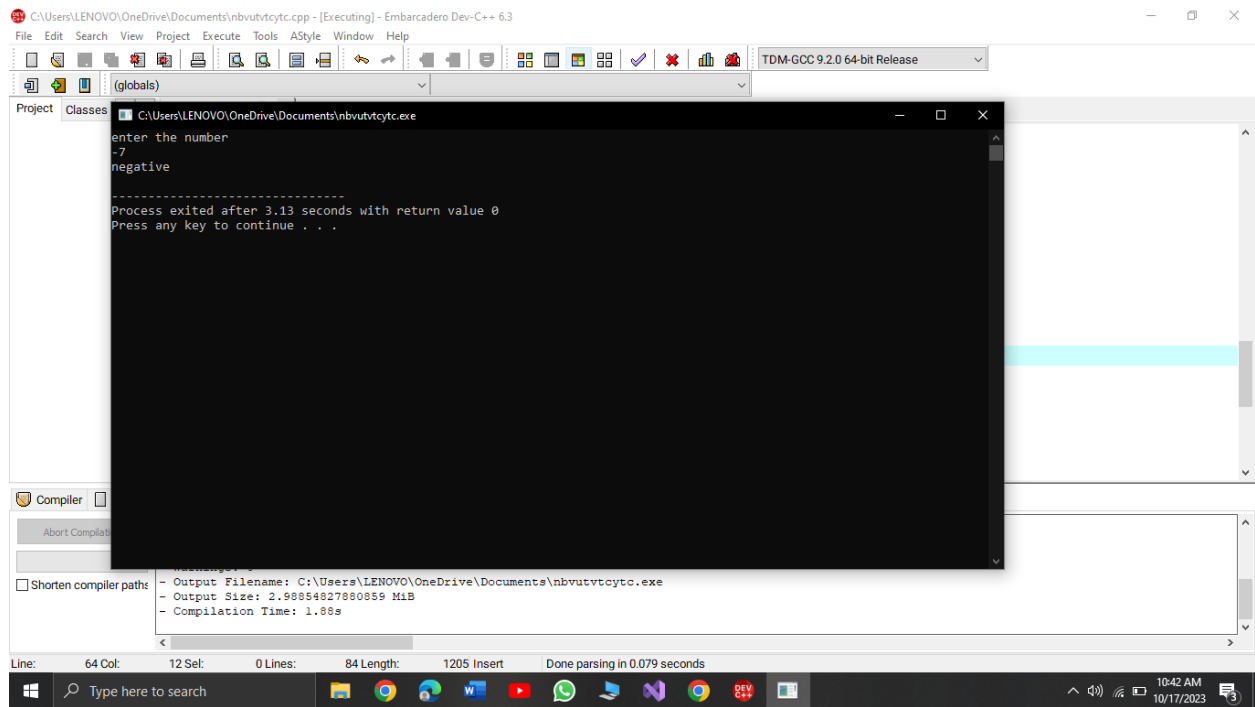 C:\Users\LENOVO\OneDrive\Documents\nbvutvtcytc.cpp - [Executing] - Embarcadero Dev-C++ 6.3
File Edit Search View Project Execute Tools AStyle Window Help
TDM-GCC 9.2.0 64-bit Release
(globals)
Project Classes
C:\Users\LENOVO\OneDrive\Documents\nbvutvtcytc.exe
enter the number
-7
negative
--------------------------------
Process exited after 3.13 seconds with return value 0
Press any key to continue . . .
Compiler
Abort Compilati
Shorten compiler paths
- Output Filename: C:\Users\LENOVO\OneDrive\Documents\nbvutvtcytc.exe
- Output Size: 2.98854827880859 MiB
- Compilation Time: 1.88s
Line: 64 Col: 12 Sel: 0 Lines: 84 Length: 1205 Insert Done parsing in 0.079 seconds
Type here to search
DEV C++
10:42 AM
10/17/2023
3